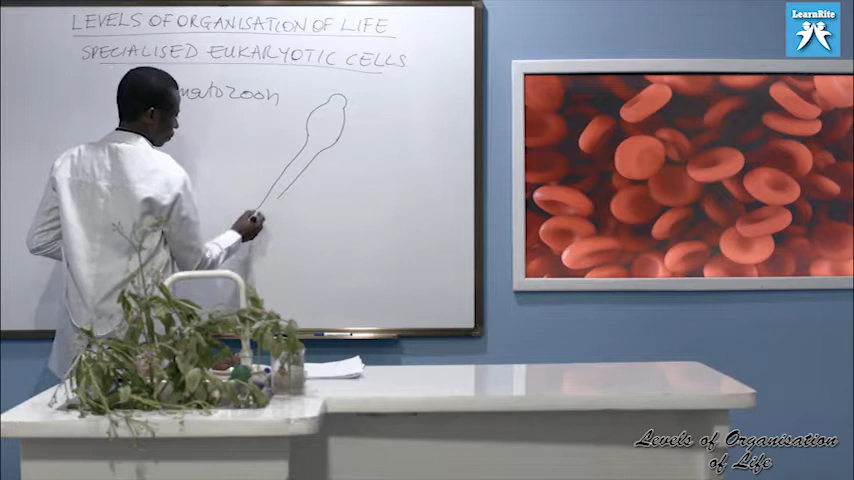 LEVELS OF ORGANISATION OF LIFE
SPECIALISED EUKARYOTIC CELLS
matozoon
LearnRite
Levels of Organisation
of Life